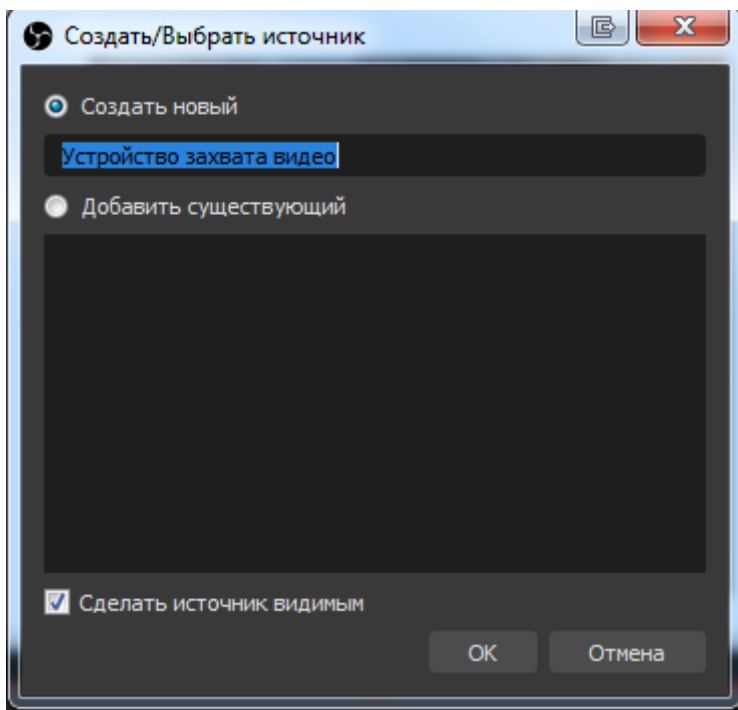 Создать/Выбрать источник
Создать новый
Устройство захвата видео
Добавить существующий
Сделать источник видимым
OK
Отмена